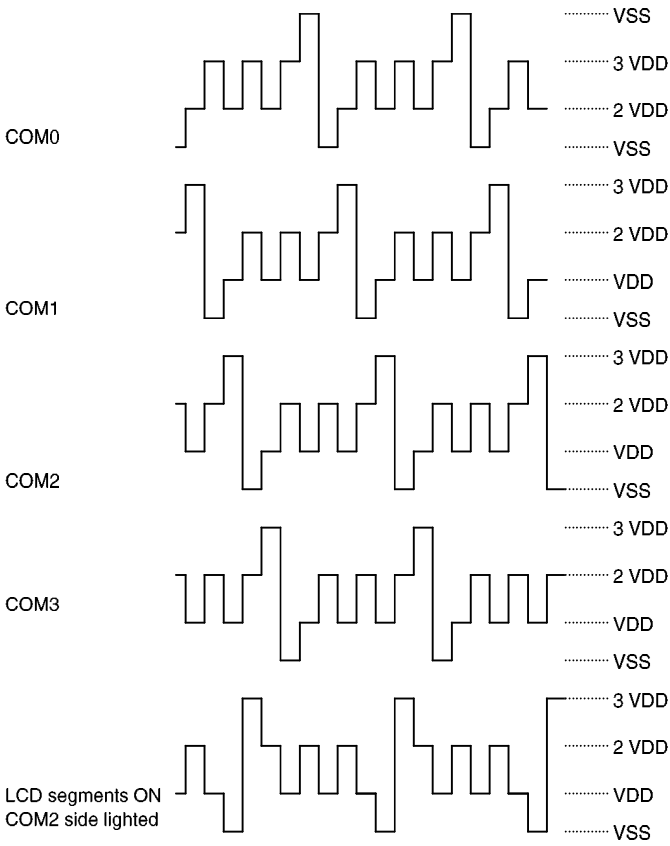 VSS
3 VDD
2 VDD
COM0
VSS
3 VDD
2 VDD
VDD
COM1
VSS
3 VDD
2 VDD
VDD
COM2
VSS
3 VDD
2 VDD
COM3
VDD
VSS
3 VDD
2 VDD
LCD segments ON
VDD
COM2 side lighted
VSS